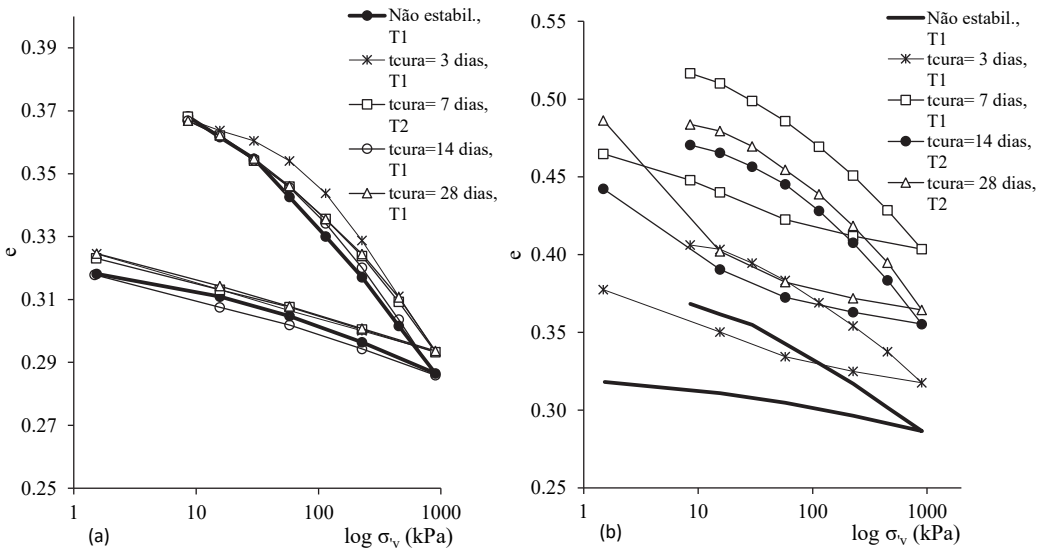 0.39
0.37
0.35
0.33
0.31
0.29
0.27
0.25
e
1
10
100
1000
log σ'v (kPa)
(a)
Não estabil.,
T1
tcura= 3 dias,
T1
tcura= 7 dias,
T2
tcura=14 dias,
T1
tcura= 28 dias,
T1
0.55
0.50
0.45
0.40
0.35
0.30
0.25
e
1
10
100
1000
log σ'v (kPa)
(b)
Não estabil.,
T1
tcura= 3 dias,
T1
tcura= 7 dias,
T1
tcura= 14 dias,
T2
tcura= 28 dias,
T2